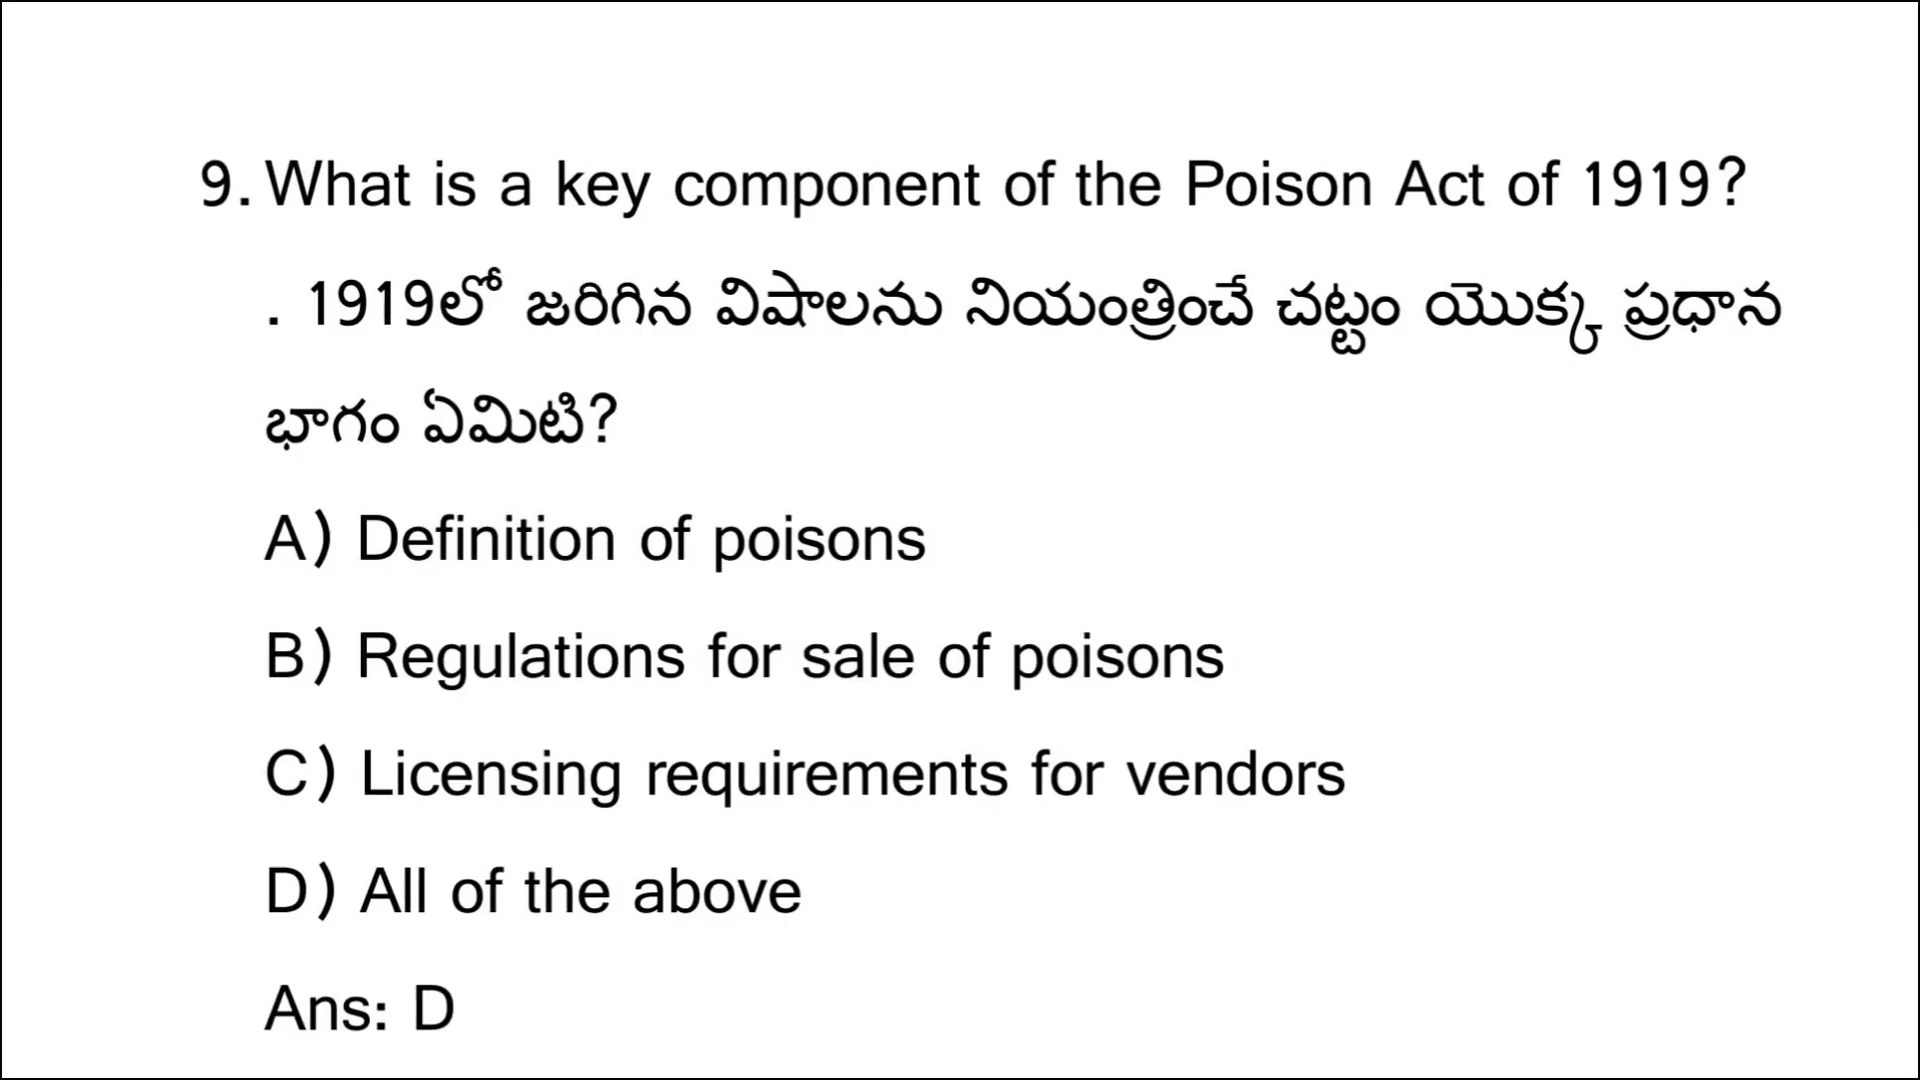 9. What is a key component of the Poison Act of 1919?
. 1919లో జరిగిన విషాలను నియంత్రించే చట్టం యొక్క ప్రధాన
భాగం ఏమిటి?
A) Definition of poisons
B) Regulations for sale of poisons
C) Licensing requirements for vendors
D) All of the above
Ans: D